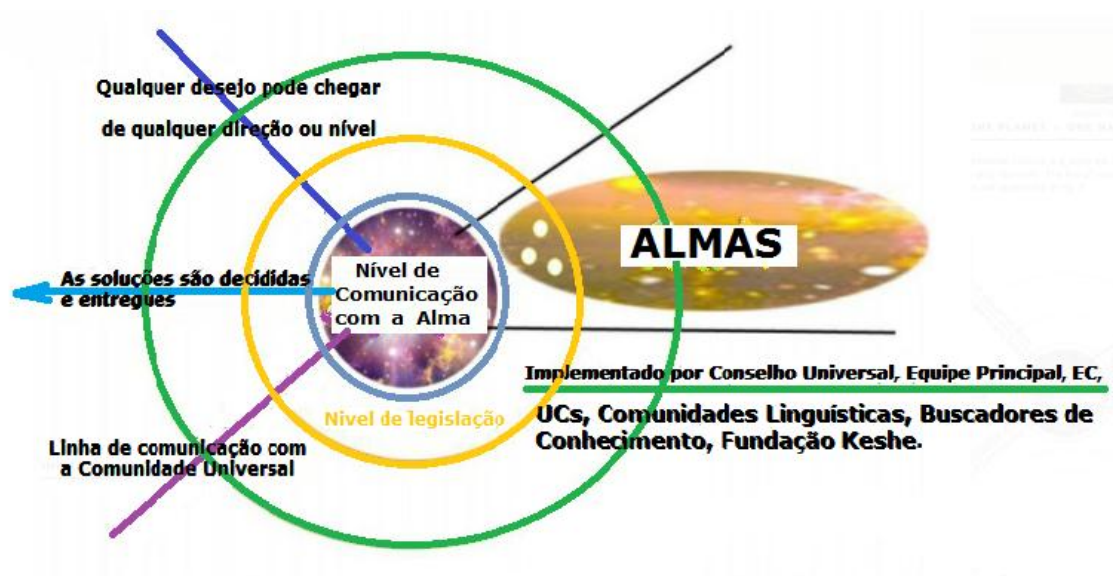 Qualquer desejo pode chegar
de qualquer direção ou nível
ALMAS
As soluções são decididas
e entregues
Nível de
Comunicação
com a Alma
Implementado por Conselho Universal, Equipe Principal, EC,
UCs, Comunidades Linguísticas, Buscadores de
Conhecimento, Fundação Keshe.
Nivel de legislação
Linha de comunicação com
a Comunidade Universal